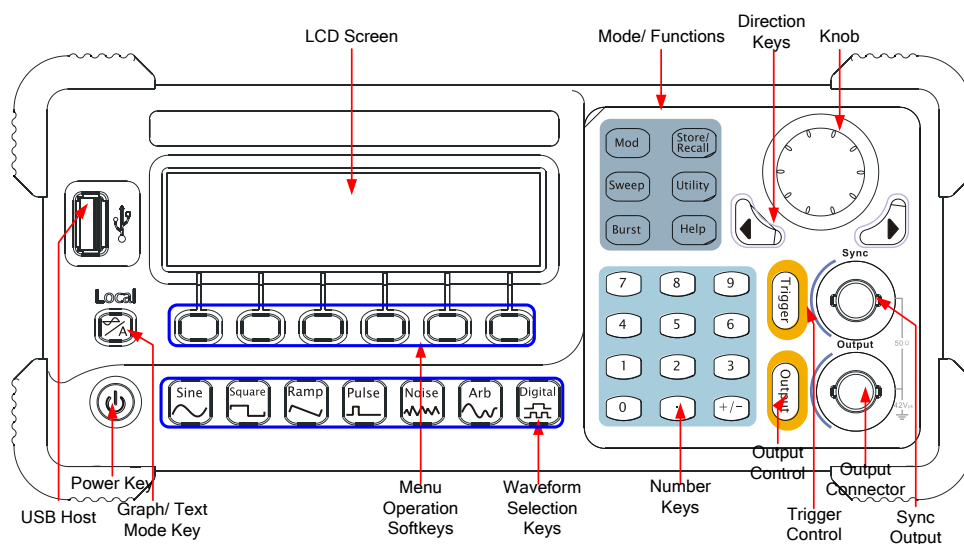 LCD Screen
Mode/ Functions
Direction
Keys
Knob
Mod
Store/
Recall
Sweep
Utility
Burst
Help
Local
A
Sync
7
8
9
Trigger
4
5
6
Output
50Ω
1
2
3
Output
0
.
+/−
42Vpk
Sine
Square
Ramp
Pulse
Noise
Arb
Digital
Power Key
USB Host
Graph/ Text
Mode Key
Menu
Operation
Softkeys
Waveform
Selection
Keys
Number
Keys
Output
Control
Output
Connector
Trigger
Control
Sync
Output